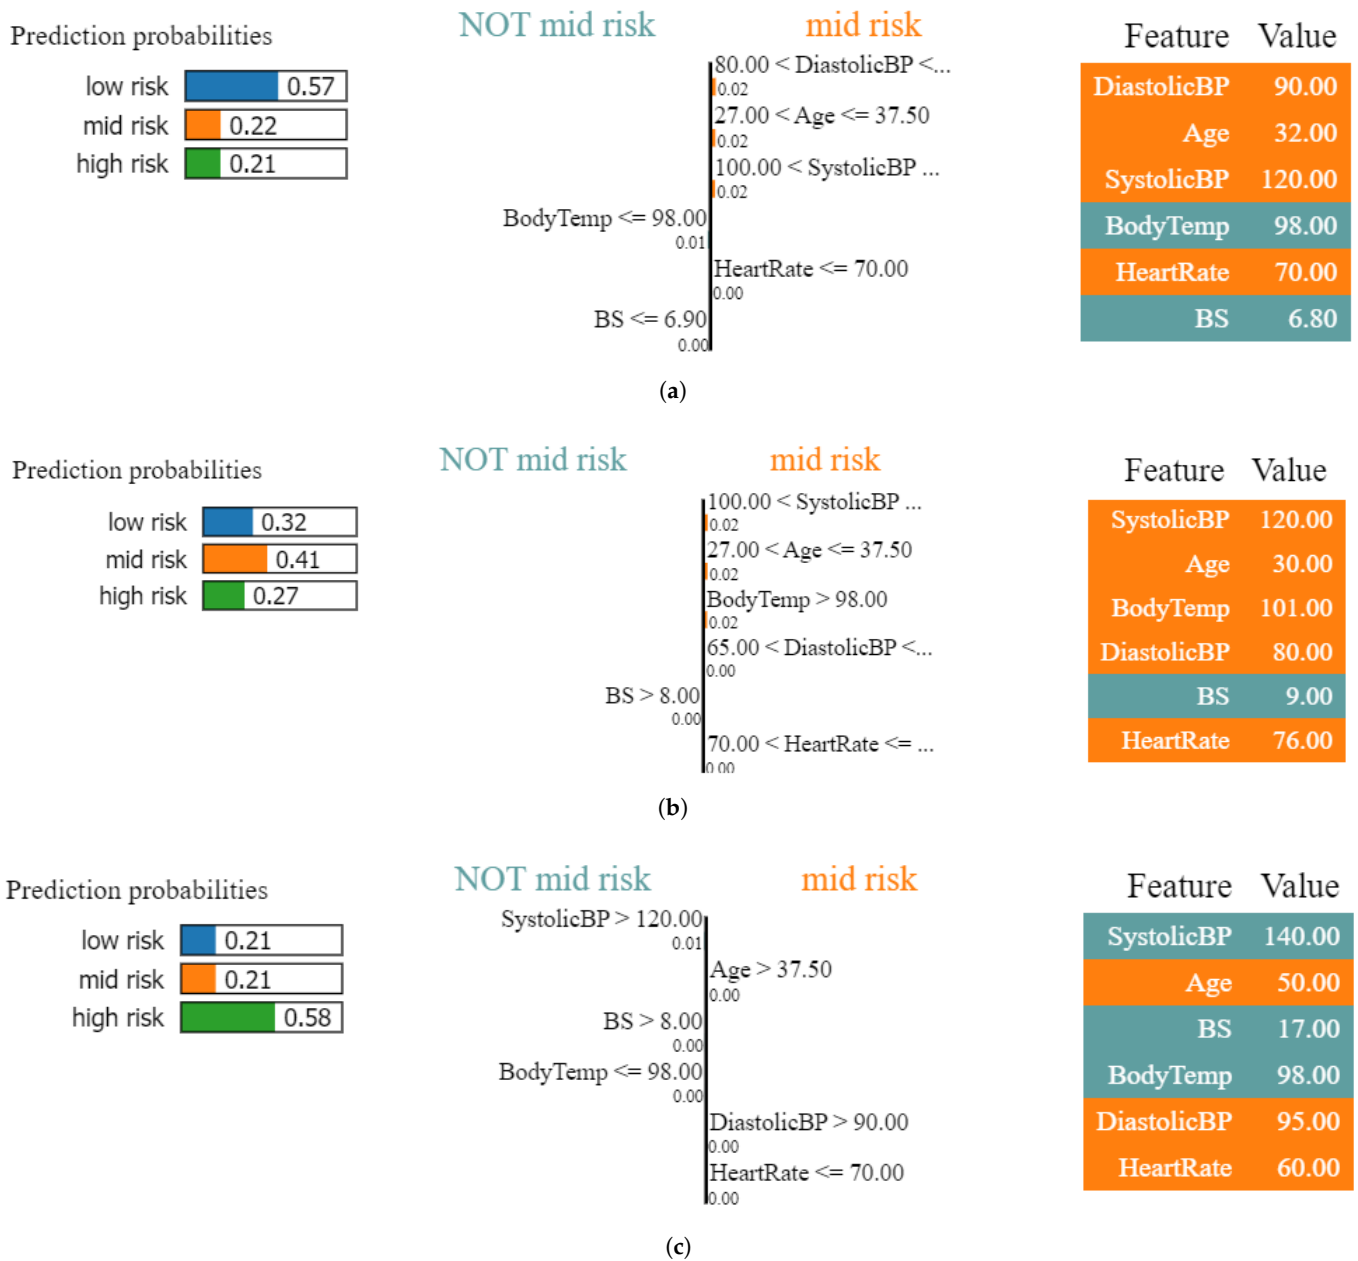 Prediction probabilities
low risk 0.57
mid risk 0.22
high risk 0.21
NOT mid risk mid risk
80.00 < DiastolicBP <...
0.02
27.00 < Age <= 37.50
0.02
100.00 < SystolicBP ...
0.02
BodyTemp <= 98.00
0.01
HeartRate <= 70.00
0.00
BS <= 6.90
0.00
Feature Value
DiastolicBP 90.00
Age 32.00
SystolicBP 120.00
BodyTemp 98.00
HeartRate 70.00
BS 6.80
(a)
Prediction probabilities
low risk 0.32
mid risk 0.41
high risk 0.27
NOT mid risk mid risk
100.00 < SystolicBP ...
0.02
27.00 < Age <= 37.50
0.02
BodyTemp > 98.00
0.02
65.00 < DiastolicBP <...
0.00
BS > 8.00
0.00
70.00 < HeartRate <= ...
0.00
Feature Value
SystolicBP 120.00
Age 30.00
BodyTemp 101.00
DiastolicBP 80.00
BS 9.00
HeartRate 76.00
(b)
Prediction probabilities
low risk 0.21
mid risk 0.21
high risk 0.58
NOT mid risk mid risk
SystolicBP > 120.00
0.01
Age > 37.50
0.00
BS > 8.00
0.00
BodyTemp <= 98.00
0.00
DiastolicBP > 90.00
0.00
HeartRate <= 70.00
0.00
Feature Value
SystolicBP 140.00
Age 50.00
BS 17.00
BodyTemp 98.00
DiastolicBP 95.00
HeartRate 60.00
(c)